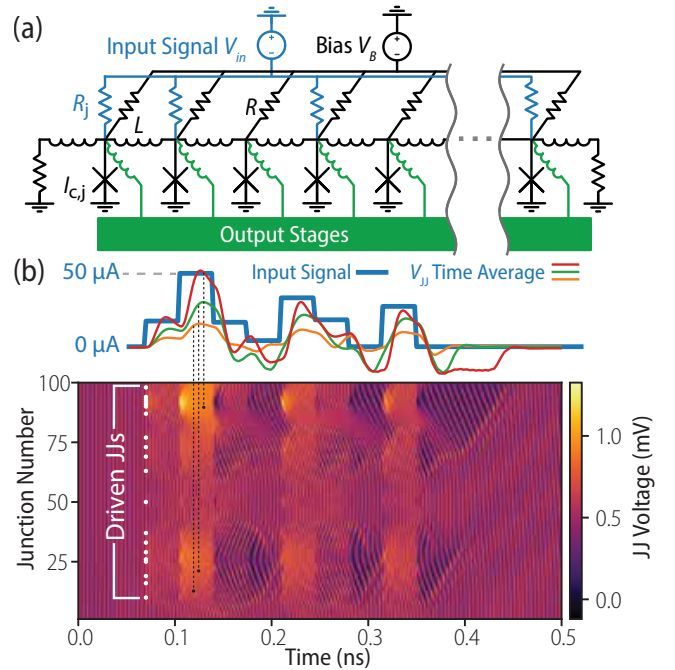 (a)
Input Signal V_in
Bias V_B
+
−
+
−
R_j
L
R
I_c,j
...
Output Stages
(b)
50 µA
Input Signal
V_JJ Time Average
0 µA
100
75
50
25
Junction Number
Driven JJs
0.0
0.1
0.2
0.3
0.4
0.5
Time (ns)
1.0
0.5
0.0
JJ Voltage (mV)